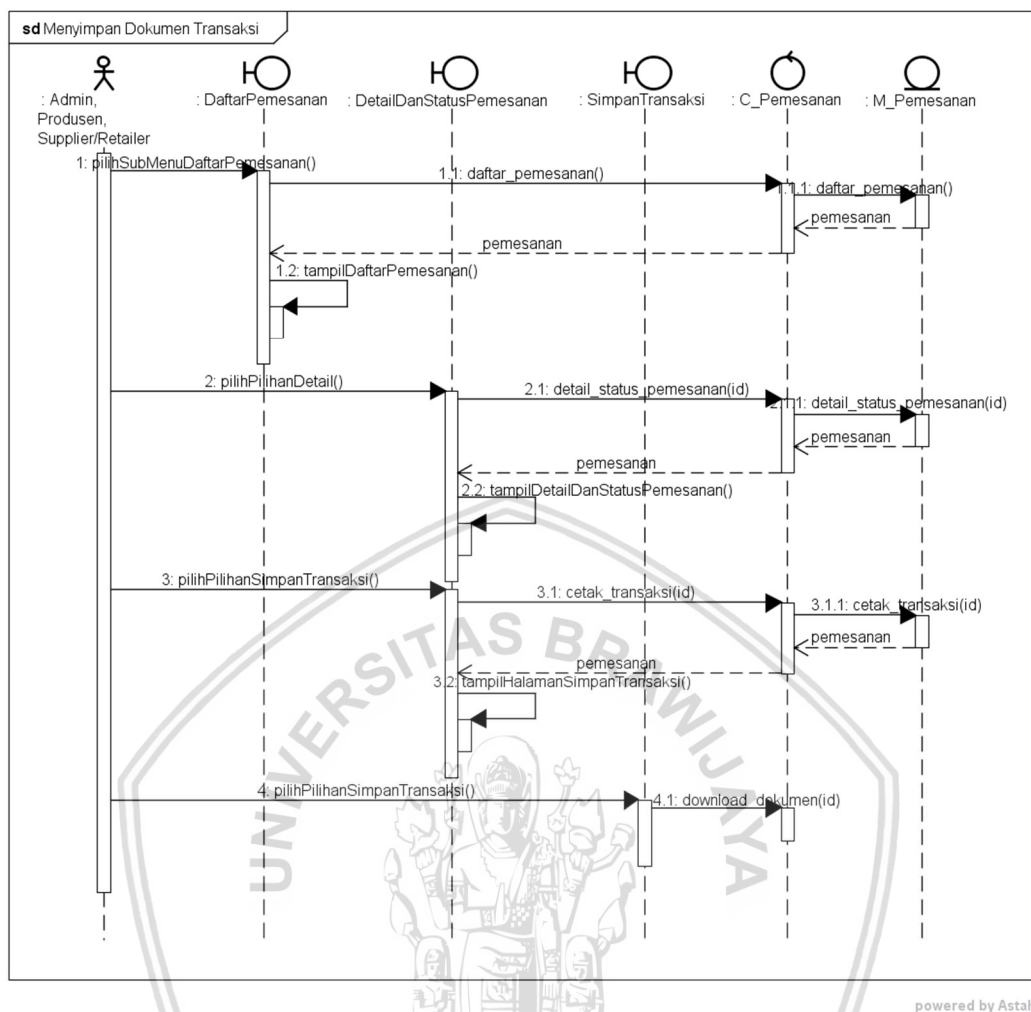 sd Menyimpan Dokumen Transaksi
: Admin,
Produsen,
Supplier/Retailer
: DaftarPemesanan
: DetailDanStatusPemesanan
: SimpanTransaksi
: C_Pemesanan
: M_Pemesanan
1: pilihSubMenuDaftarPemesanan()
1.1: daftar_pemesanan()
1.1.1: daftar_pemesanan()
pemesanan
pemesanan
1.2: tampilDaftarPemesanan()
2: pilihPilihanDetail()
2.1: detail_status_pemesanan(id)
2.1.1: detail_status_pemesanan(id)
pemesanan
pemesanan
2.2: tampilDetailDanStatusPemesanan()
3: pilihPilihanSimpanTransaksi()
3.1: cetak_transaksi(id)
3.1.1: cetak_transaksi(id)
pemesanan
pemesanan
3.2: tampilHalamanSimpanTransaksi()
4: pilihPilihanSimpanTransaksi()
4.1: download_dokumen(id)
UNIVERSITAS BRAWIJAYA
powered by Astah